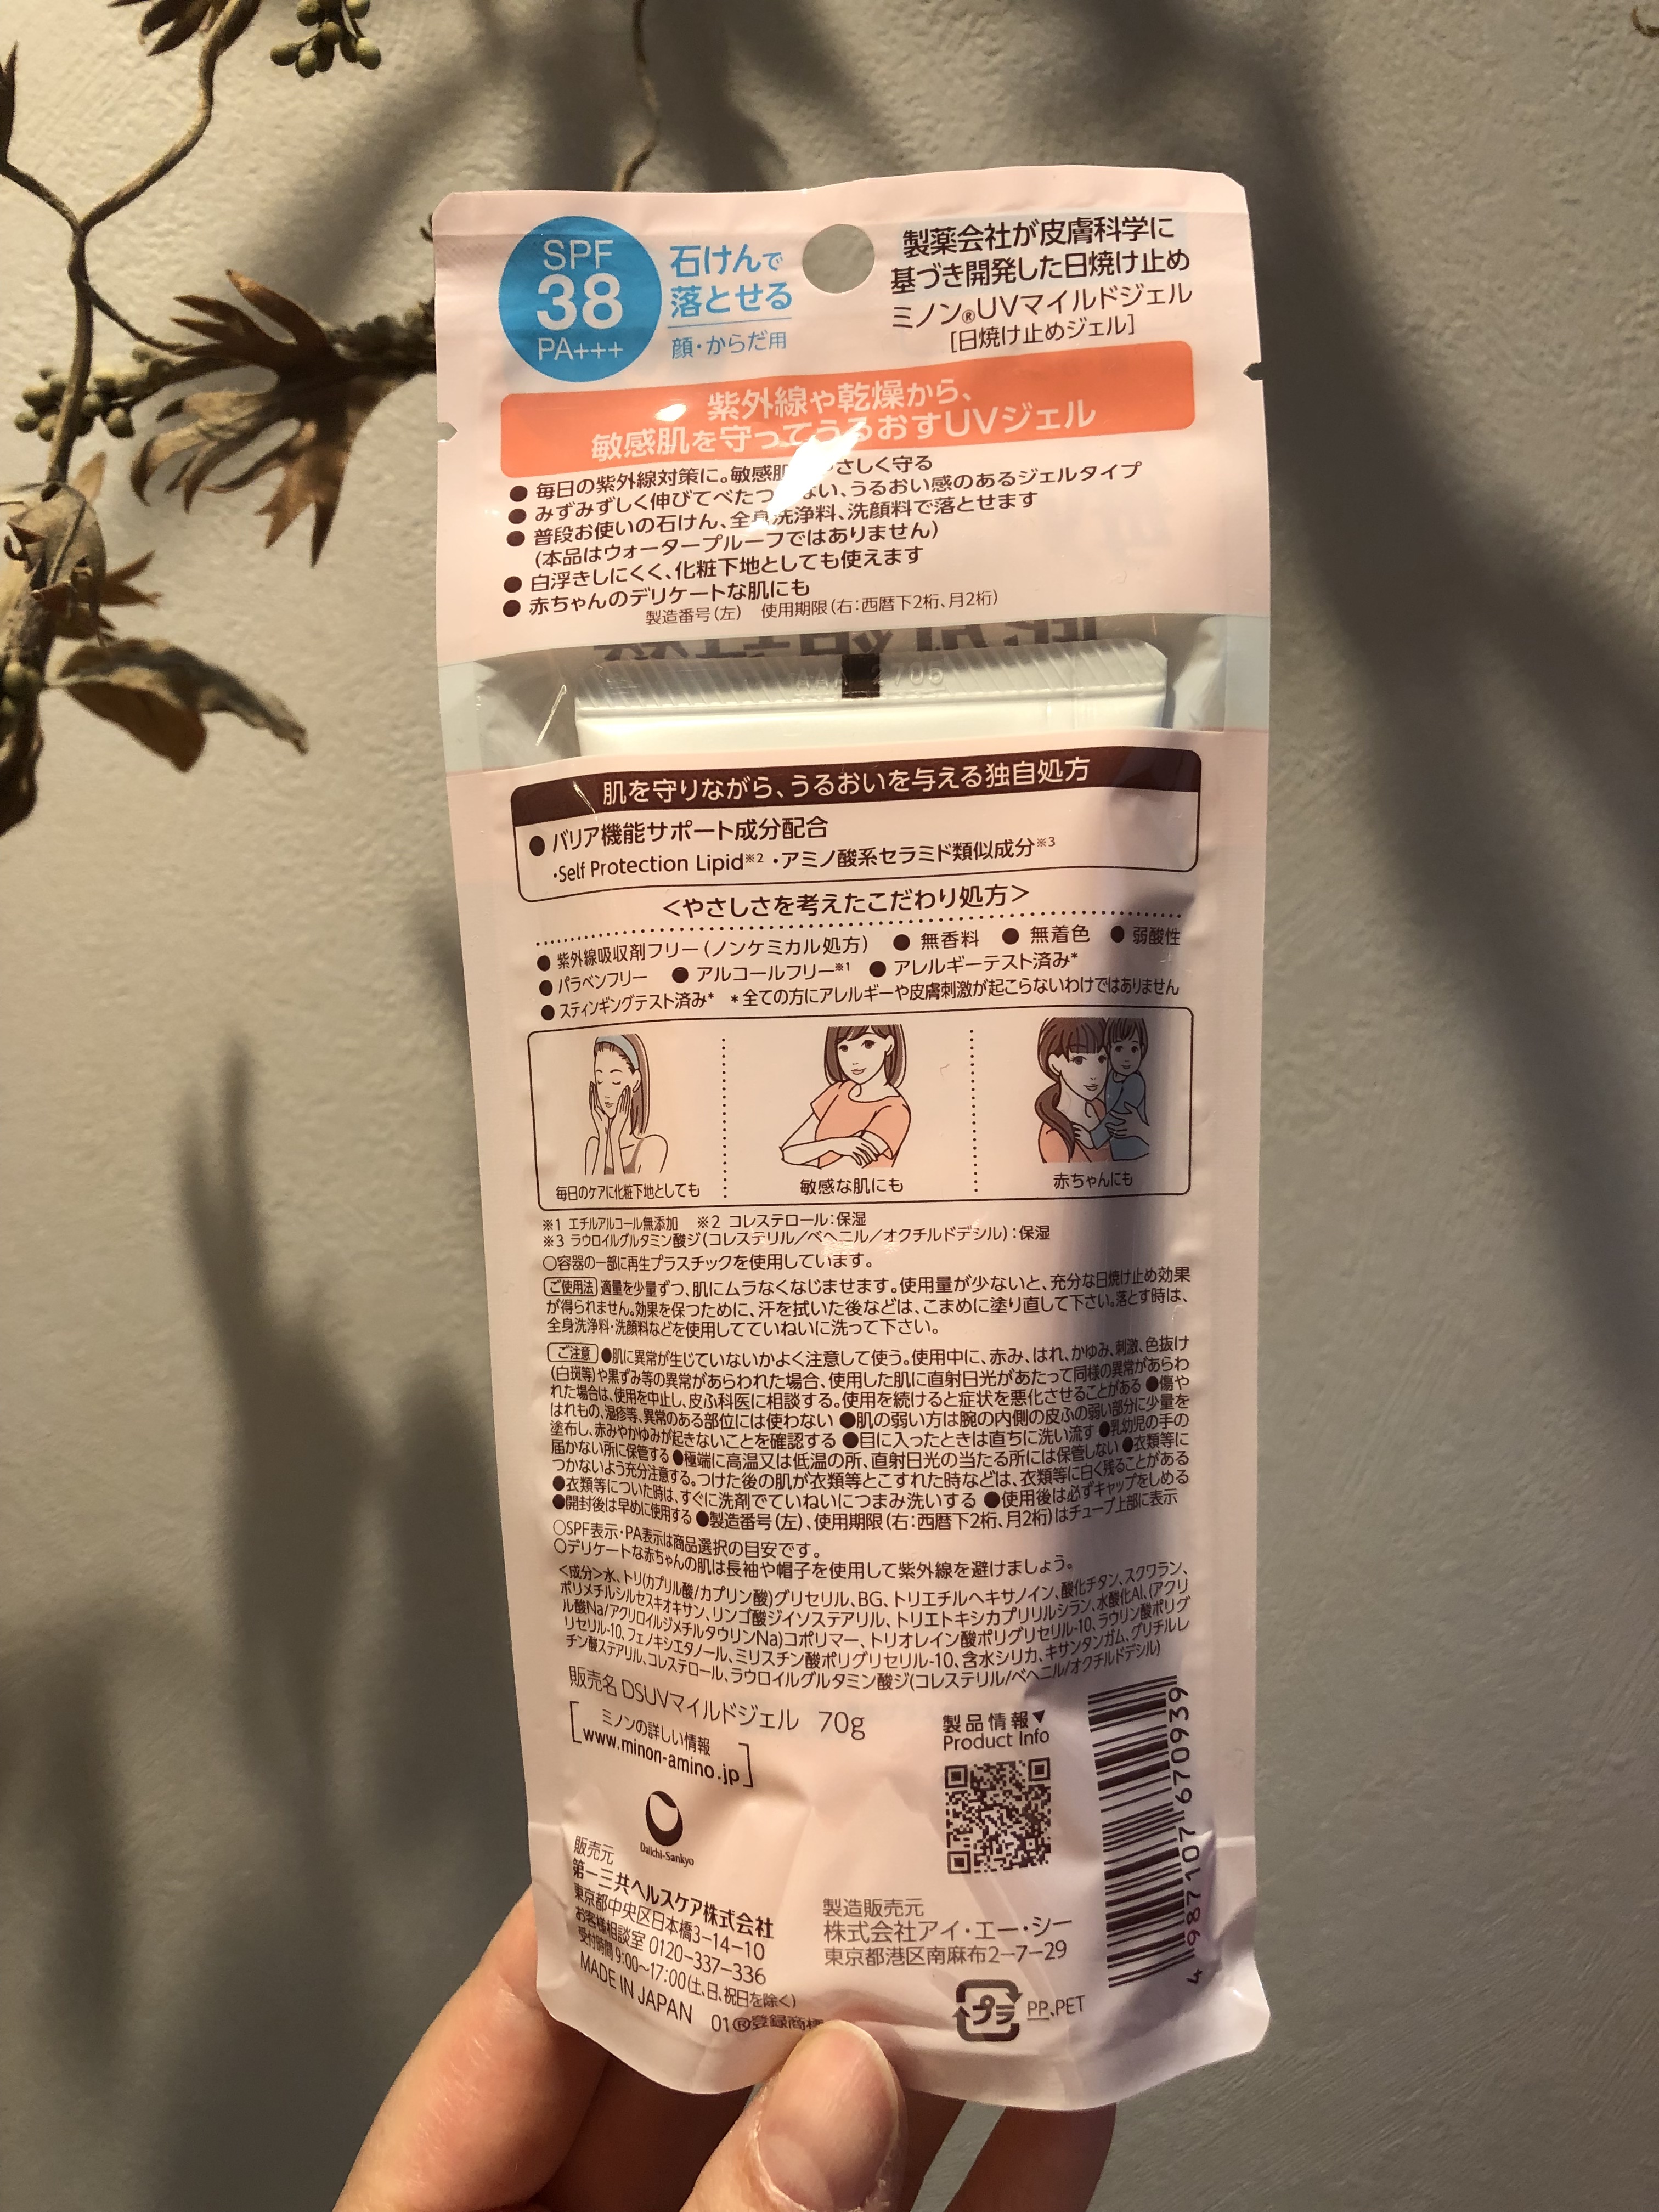 SPF
38
PA+++
石けんで
落とせる
顔・からだ用
製薬会社が皮膚科学に
基づき開発した日焼け止め
ミノン®UVマイルドジェル
[日焼け止めジェル]
紫外線や乾燥から、
敏感肌を守ってうるおすUVジェル
●毎日の紫外線対策に。敏感肌 さしく守る
●みずみずしく伸びてべたつ ない、うるおい感のあるジェルタイプ
●普段お使いの石けん、全身洗浄料、洗顔料で落とせます
(本品はウォータープルーフではありません)
●白浮きしにくく、化粧下地としても使えます
●赤ちゃんのデリケートな肌にも
製造番号(左) 使用期限(右:西暦下2桁、月2桁)
2705
肌を守りながら、うるおいを与える独自処方
●バリア機能サポート成分配合
・Self Protection Lipid※2 ・アミノ酸系セラミド類似成分※3
<やさしさを考えたこだわり処方>
●紫外線吸収剤フリー(ノンケミカル処方) ●無香料 ●無着色 ●弱酸性
●パラベンフリー ●アルコールフリー※1 ●アレルギーテスト済み*
●スティンギングテスト済み* *全ての方にアレルギーや皮膚刺激が起こらないわけではありません
毎日のケアに化粧下地としても
敏感な肌にも
赤ちゃんにも
※1 エチルアルコール無添加 ※2 コレステロール:保湿
※3 ラウロイルグルタミン酸ジ(コレステリル/ベヘニル/オクチルドデシル):保湿
○容器の一部に再生プラスチックを使用しています。
ご使用法 適量を少量ずつ、肌にムラなくなじませます。使用量が少ないと、充分な日焼け止め効果
が得られません。効果を保つために、汗を拭いた後などは、こまめに塗り直して下さい。落とす時は、
全身洗浄料・洗顔料などを使用してていねいに洗って下さい。
ご注意 ●肌に異常が生じていないかよく注意して使う。使用中に、赤み、はれ、かゆみ、刺激、色抜け
(白斑等)や黒ずみ等の異常があらわれた場合、使用した肌に直射日光があたって同様の異常があらわ
れた場合は、使用を中止し、皮ふ科医に相談する。使用を続けると症状を悪化させることがある ●傷や
はれもの、湿疹等、異常のある部位には使わない ●肌の弱い方は腕の内側の皮ふの弱い部分に少量を
塗布し、赤みやかゆみが起きないことを確認する ●目に入ったときは直ちに洗い流す ●乳幼児の手の
届かない所に保管する ●極端に高温又は低温の所、直射日光の当たる所には保管しない ●衣類等に
つかないよう充分注意する。つけた後の肌が衣類等とこすれた時などは、衣類等に白く残ることがある
●衣類等についた時は、すぐに洗剤でていねいにつまみ洗いする ●使用後は必ずキャップをしめる
●開封後は早めに使用する ●製造番号(左)、使用期限(右:西暦下2桁、月2桁)はチューブ上部に表示
○SPF表示・PA表示は商品選択の目安です。
○デリケートな赤ちゃんの肌は長袖や帽子を使用して紫外線を避けましょう。
<成分>水、トリ(カプリル酸/カプリン酸)グリセリル、BG、トリエチルヘキサノイン、酸化チタン、スクワラン、
ポリメチルシルセスキオキサン、リンゴ酸ジイソステアリル、トリエトキシカプリリルシラン、水酸化Al、(アクリ
ル酸Na/アクリロイルジメチルタウリンNa)コポリマー、トリオレイン酸ポリグリセリル-10、ラウリン酸ポリグ
リセリル-10、フェノキシエタノール、ミリスチン酸ポリグリセリル-10、含水シリカ、キサンタンガム、グリチルレ
チン酸ステアリル、コレステロール、ラウロイルグルタミン酸ジ(コレステリル/ベヘニル/オクチルドデシル)
販売名 DSUVマイルドジェル 70g
ミノンの詳しい情報
www.minon-amino.jp
製品情報▼
Product Info
Daiichi-Sankyo
販売元
第一三共ヘルスケア株式会社
東京都中央区日本橋3-14-10
お客様相談室 0120-337-336
受付時間 9:00〜17:00(土、日、祝日を除く)
MADE IN JAPAN 01®登録商標
製造販売元
株式会社アイ・エー・シー
東京都港区南麻布2-7-29
プラ PP、PET
4 987107 670939